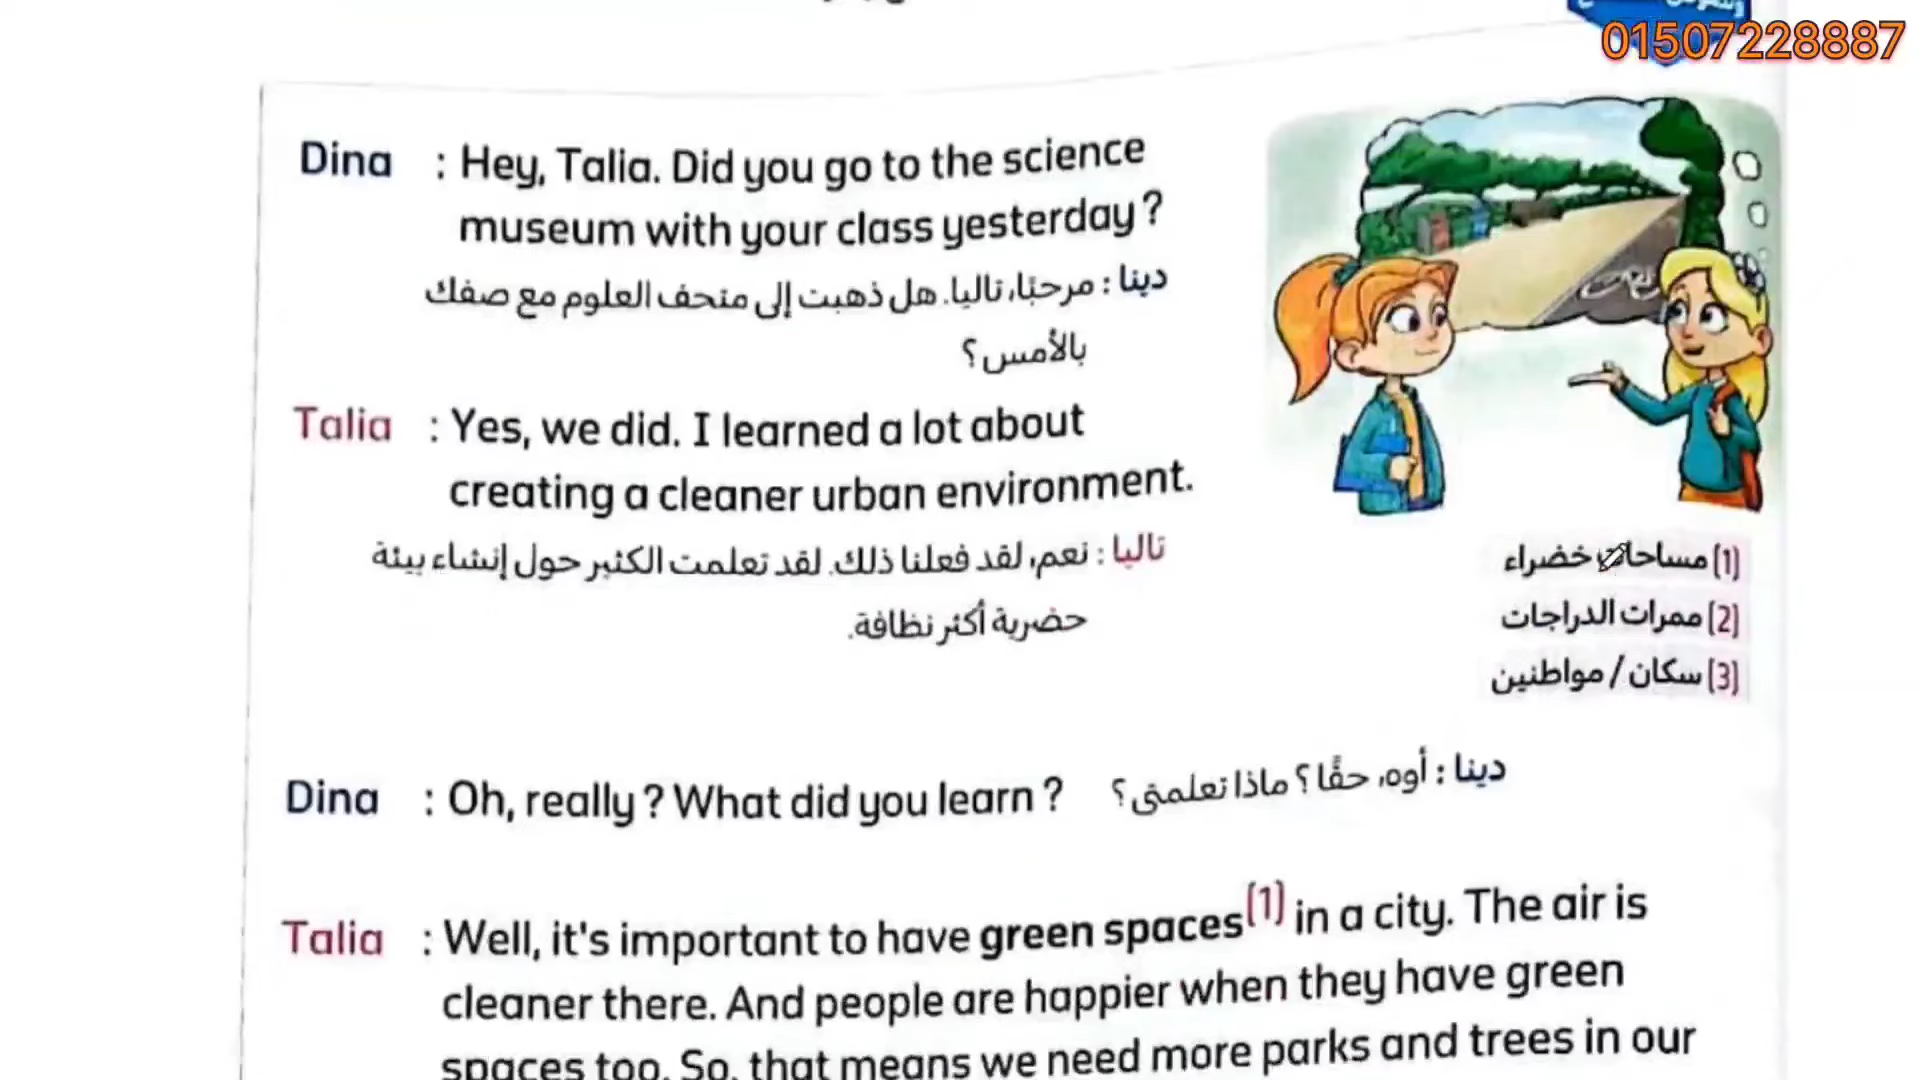 01507228887
Dina : Hey, Talia. Did you go to the science
museum with your class yesterday ?
دينا : مرحبًا، تاليا. هل ذهبت إلى متحف العلوم مع صفك
بالأمس؟
Talia : Yes, we did. I learned a lot about
creating a cleaner urban environment.
تاليا : نعم، لقد فعلنا ذلك. لقد تعلمت الكثير حول إنشاء بيئة
حضرية أكثر نظافة.
(1) مساحات خضراء
(2) ممرات الدراجات
(3) سكان / مواطنين
Dina : Oh, really ? What did you learn ?
دينا : أوه، حقًّا ؟ ماذا تعلمتى ؟
Talia : Well, it's important to have green spaces(1) in a city. The air is
cleaner there. And people are happier when they have green
spaces too. So, that means we need more parks and trees in our